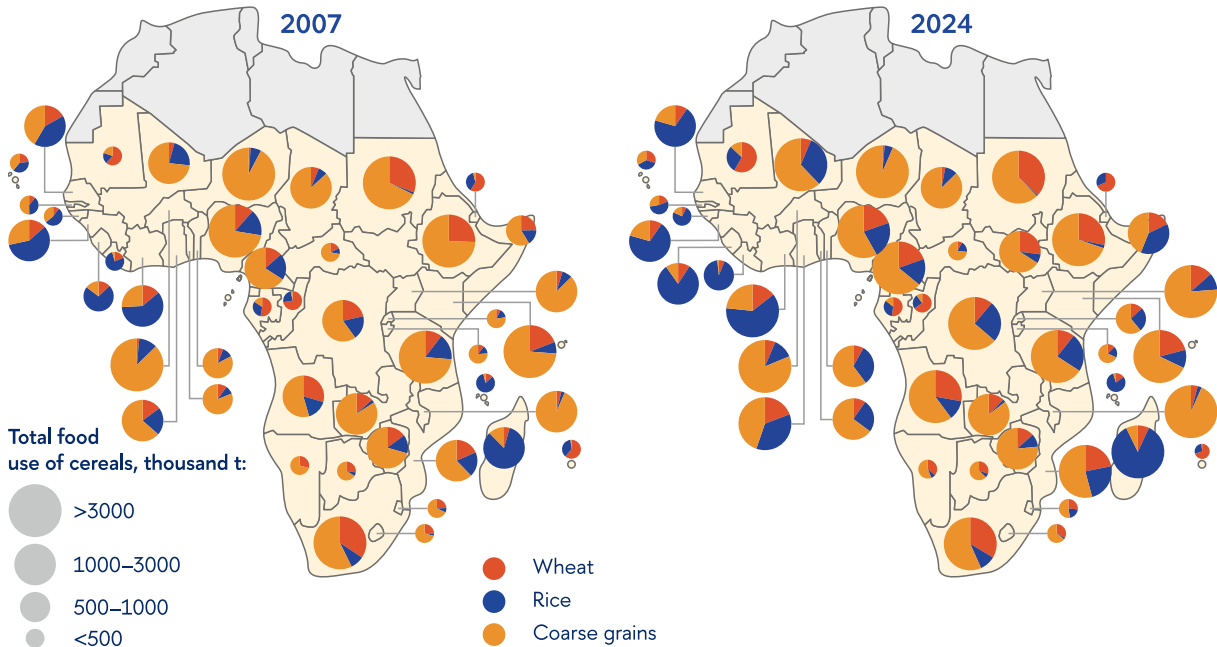 2007
2024
Total food
use of cereals, thousand t:
>3000
1000–3000
500–1000
<500
Wheat
Rice
Coarse grains